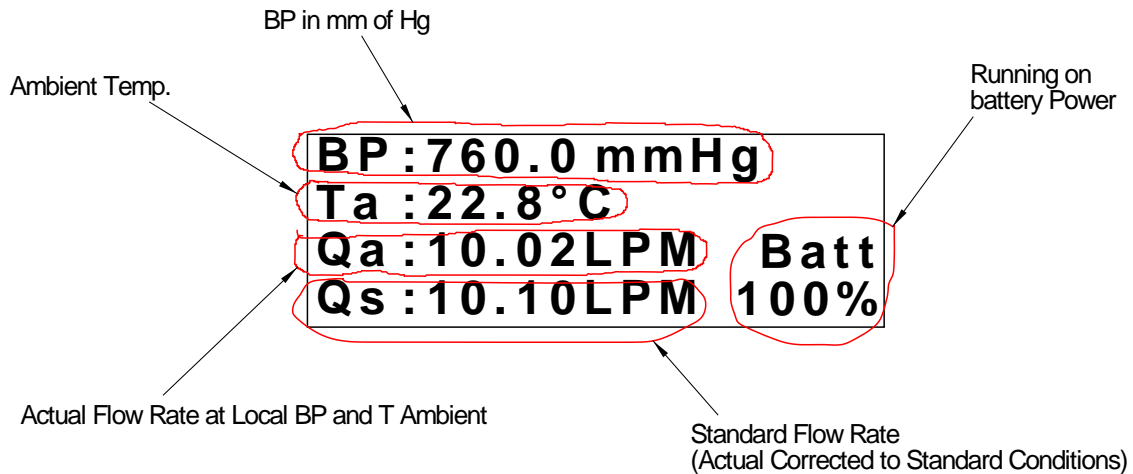 BP in mm of Hg
Ambient Temp.
Running on
battery Power
BP:760.0 mmHg
Ta:22.8°C
Qa:10.02LPM
Batt
Qs:10.10LPM
100%
Actual Flow Rate at Local BP and T Ambient
Standard Flow Rate
(Actual Corrected to Standard Conditions)